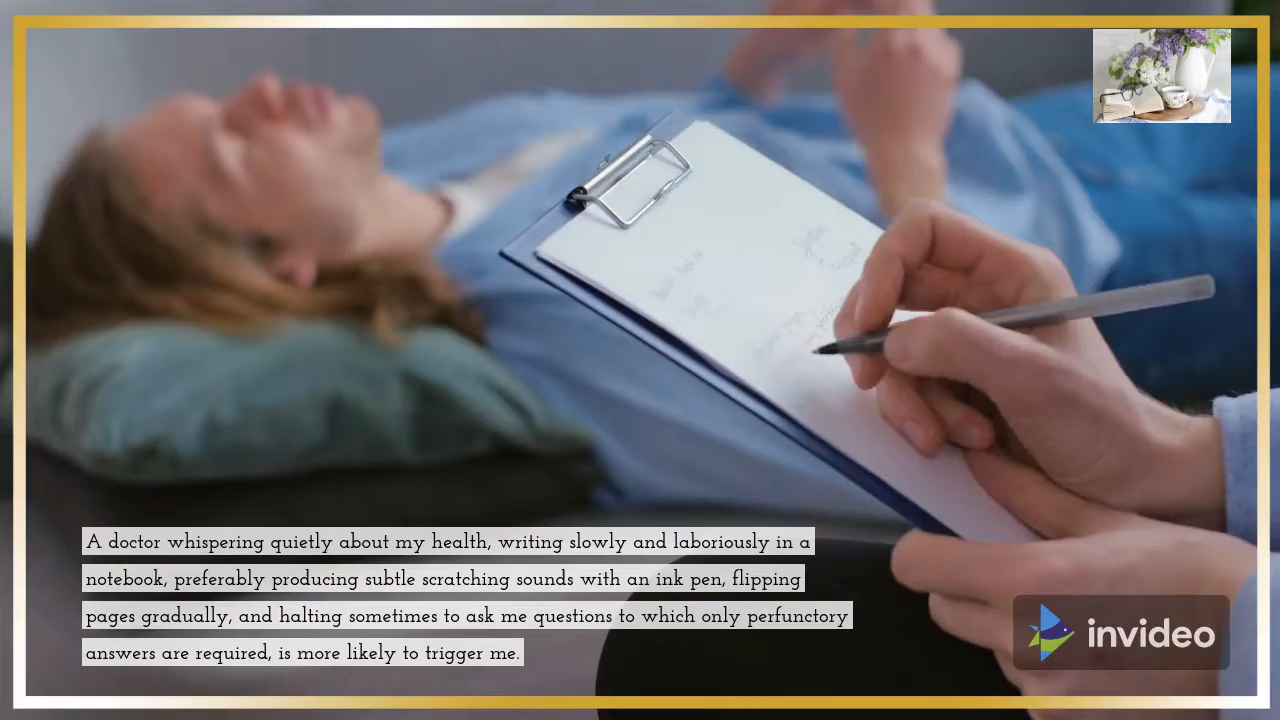 A doctor whispering quietly about my health, writing slowly and laboriously in a
notebook, preferably producing subtle scratching sounds with an ink pen, flipping
pages gradually, and halting sometimes to ask me questions to which only perfunctory
answers are required, is more likely to trigger me.
invideo